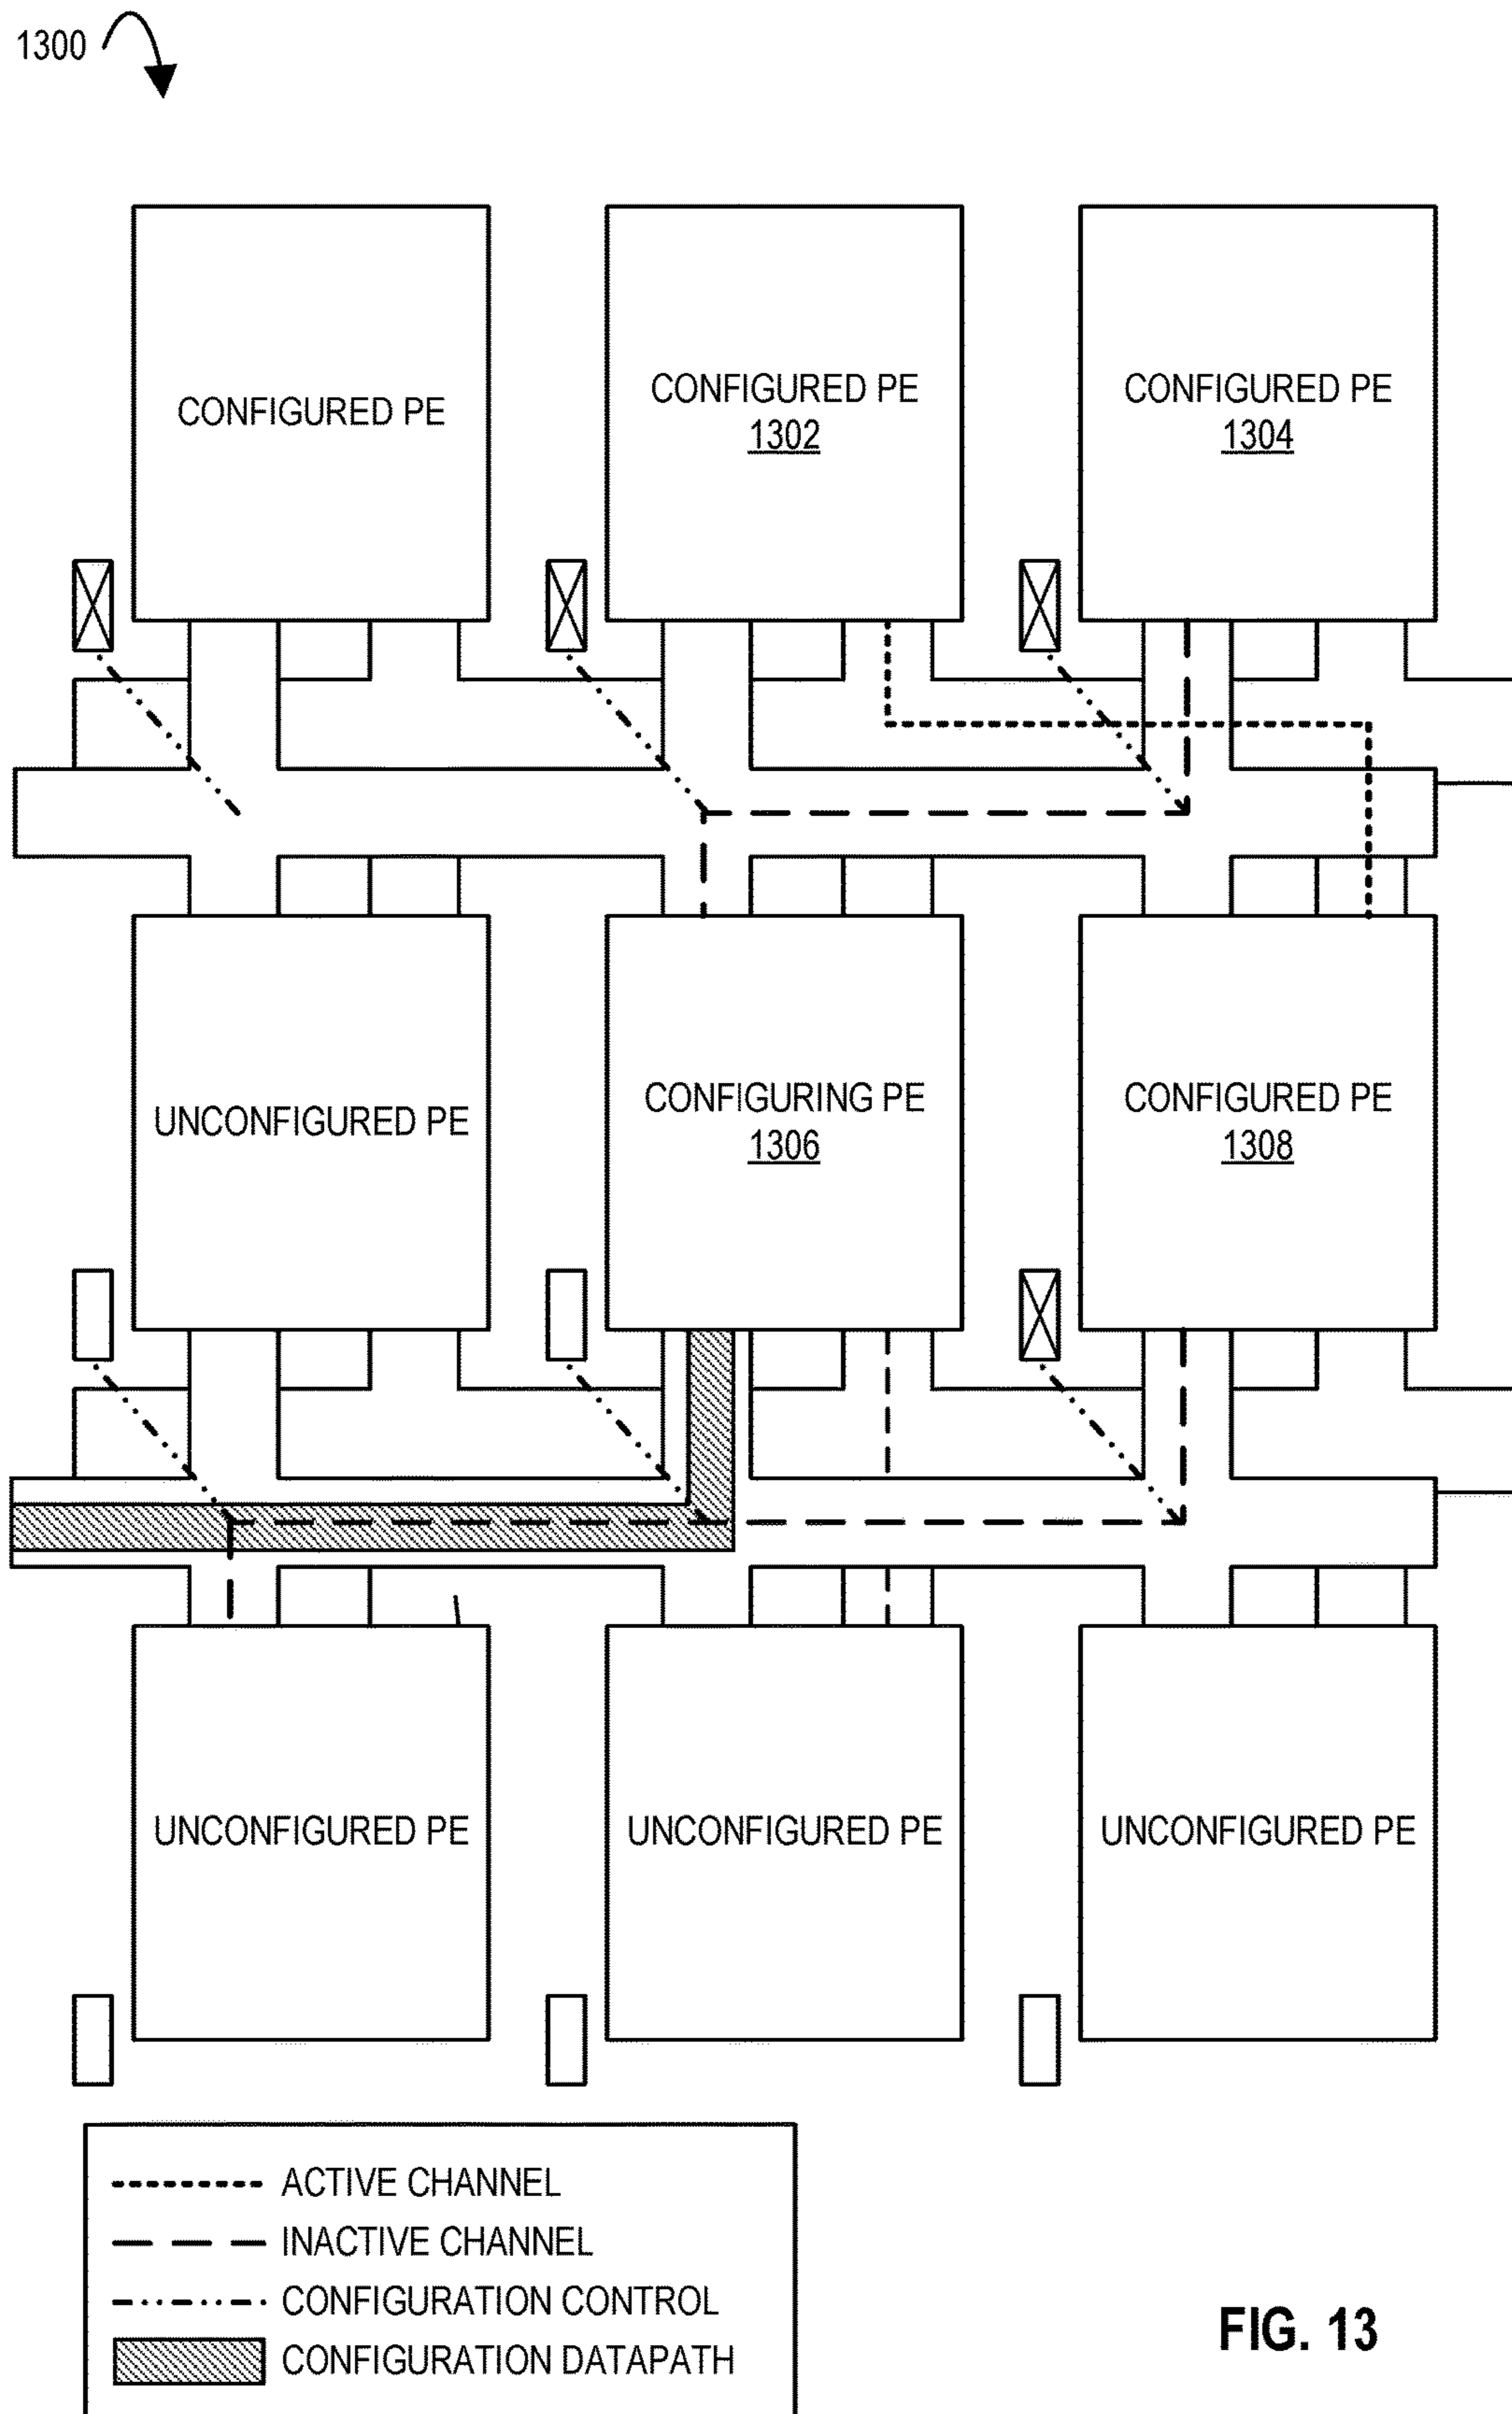 1300
CONFIGURED PE
CONFIGURED PE
1302
CONFIGURED PE
1304
UNCONFIGURED PE
CONFIGURING PE
1306
CONFIGURED PE
1308
UNCONFIGURED PE
UNCONFIGURED PE
UNCONFIGURED PE
ACTIVE CHANNEL
INACTIVE CHANNEL
CONFIGURATION CONTROL
CONFIGURATION DATAPATH
FIG. 13